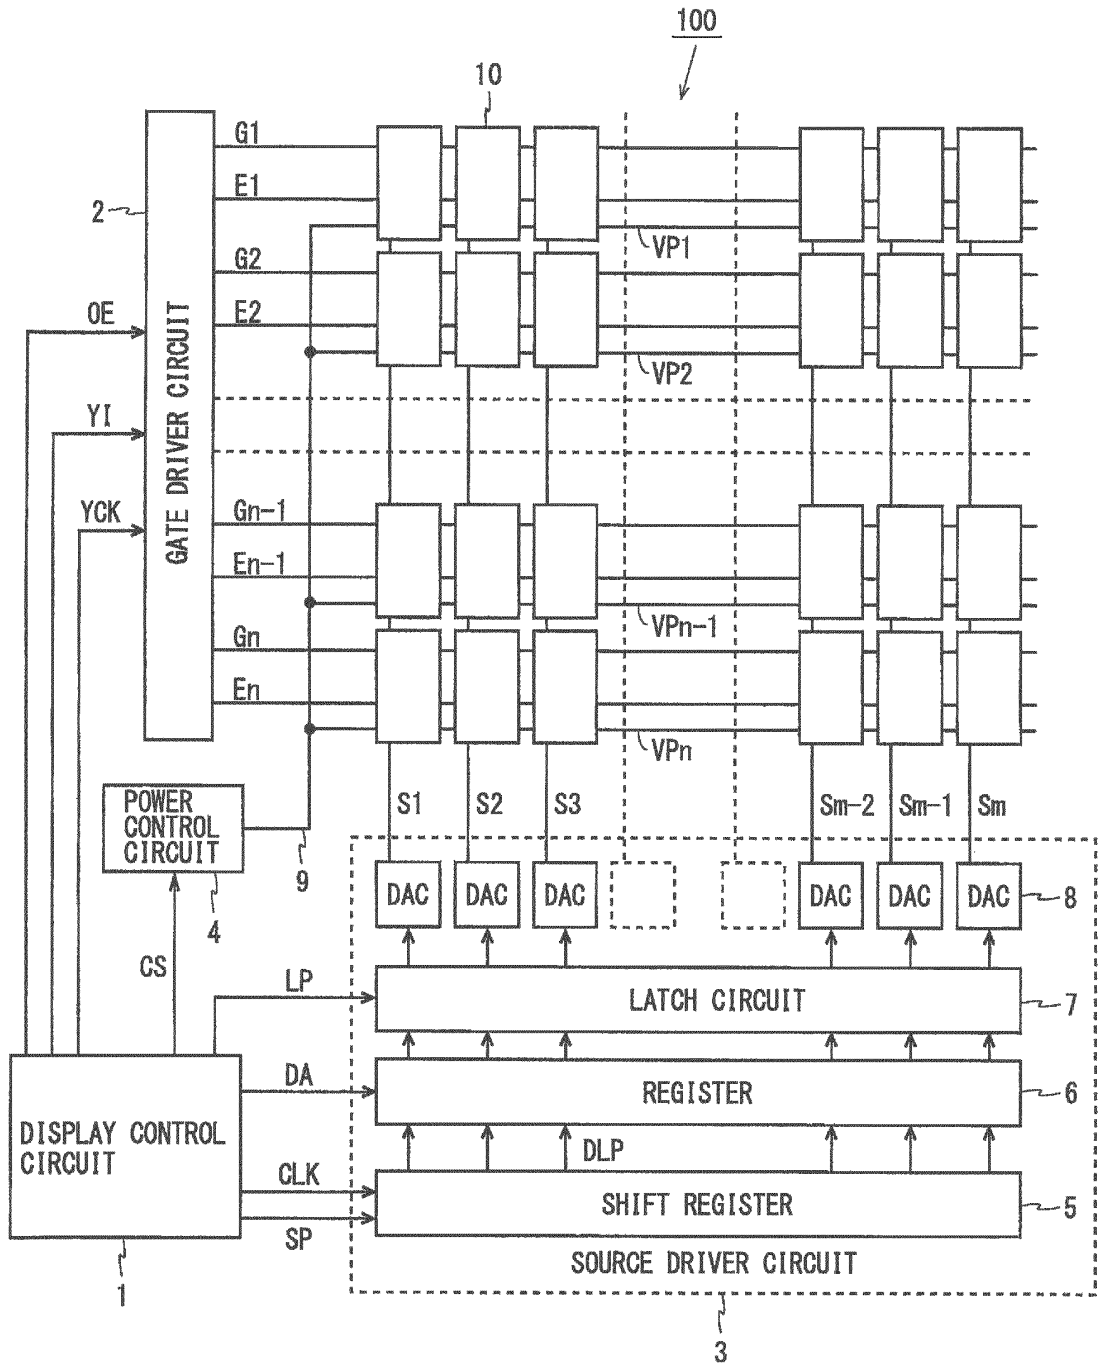 100
10
G1
E1
2
VP1
G2
OE
E2
VP2
YI
GATE DRIVER CIRCUIT
YCK
Gn-1
En-1
VPn-1
Gn
En
VPn
POWER
CONTROL
CIRCUIT
S1
S2
S3
Sm-2
Sm-1
Sm
9
4
DAC
DAC
DAC
DAC
DAC
DAC
8
CS
LP
LATCH CIRCUIT
7
DA
REGISTER
6
DISPLAY CONTROL
CIRCUIT
DLP
CLK
SHIFT REGISTER
5
SP
SOURCE DRIVER CIRCUIT
1
3